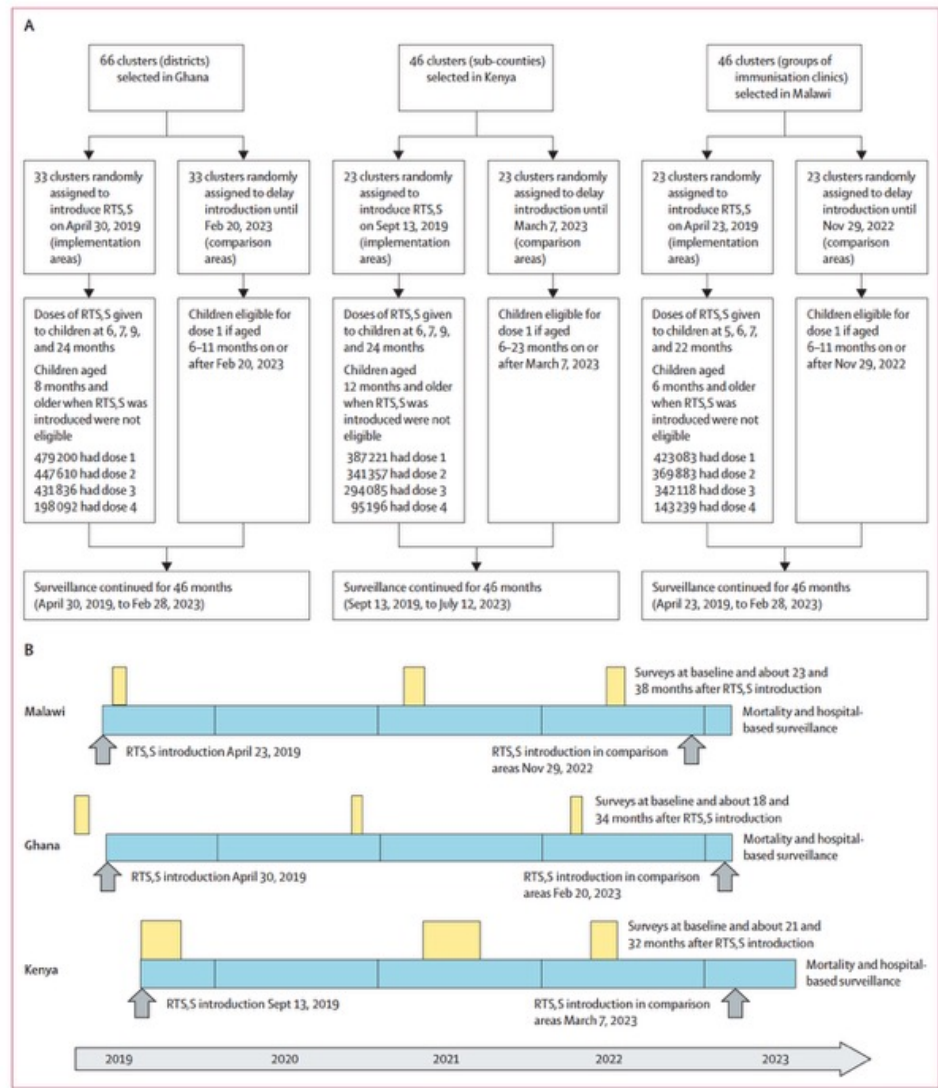 A
66 clusters (districts)
selected in Ghana
46 clusters (sub-counties)
selected in Kenya
46 clusters (groups of
immunisation clinics)
selected in Malawi
33 clusters randomly
assigned to
introduce RTS,S
on April 30, 2019
(implementation
areas)
33 clusters randomly
assigned to delay
introduction until
Feb 20, 2023
(comparison
areas)
23 clusters randomly
assigned to
introduce RTS,S
on Sept 13, 2019
(implementation
areas)
23 clusters randomly
assigned to delay
introduction until
March 7, 2023
(comparison
areas)
23 clusters randomly
assigned to
introduce RTS,S
on April 23, 2019
(implementation
areas)
23 clusters randomly
assigned to delay
introduction until
Nov 29, 2022
(comparison areas)
Doses of RTS,S given
to children at 6, 7, 9,
and 24 months
Children aged
8 months and
older when RTS,S was
introduced were not
eligible
479 200 had dose 1
447 610 had dose 2
431 836 had dose 3
198 092 had dose 4
Children eligible for
dose 1 if aged
6–11 months on or
after Feb 20, 2023
Doses of RTS,S given
to children at 6, 7, 9,
and 24 months
Children aged
12 months and older
when RTS,S was
introduced were not
eligible
387 221 had dose 1
341 357 had dose 2
294 085 had dose 3
95 196 had dose 4
Children eligible for
dose 1 if aged
6–23 months on or
after March 7, 2023
Doses of RTS,S given
to children at 5, 6, 7,
and 22 months
Children aged
6 months and older
when RTS,S was
introduced were not
eligible
423 083 had dose 1
369 883 had dose 2
342 118 had dose 3
143 239 had dose 4
Children eligible for
dose 1 if aged
6–11 months on or
after Nov 29, 2022
Surveillance continued for 46 months
(April 30, 2019, to Feb 28, 2023)
Surveillance continued for 46 months
(Sept 13, 2019, to July 12, 2023)
Surveillance continued for 46 months
(April 23, 2019, to Feb 28, 2023)
B
Surveys at baseline and about 23 and
38 months after RTS,S introduction
Malawi
Mortality and hospital-
based surveillance
RTS,S introduction April 23, 2019
RTS,S introduction in comparison
areas Nov 29, 2022
Surveys at baseline and about 18 and
34 months after RTS,S introduction
Ghana
Mortality and hospital-
based surveillance
RTS,S introduction April 30, 2019
RTS,S introduction in comparison
areas Feb 20, 2023
Surveys at baseline and about 21 and
32 months after RTS,S introduction
Kenya
Mortality and hospital-
based surveillance
RTS,S introduction Sept 13, 2019
RTS,S introduction in comparison
areas March 7, 2023
2019 2020 2021 2022 2023